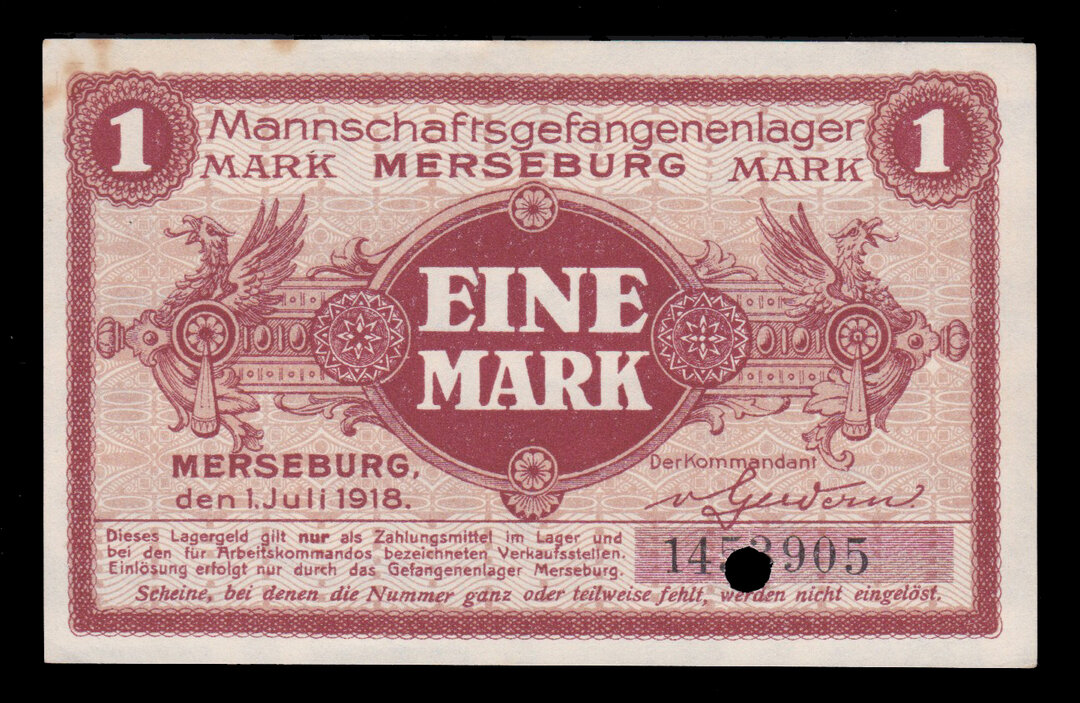 1 Mannschaftsgefangenenlager 1
MARK MERSEBURG MARK
EINE
MARK
MERSEBURG,
den 1. Juli 1918.
Der Kommandant
Dieses Lagergeld gilt nur als Zahlungsmittel im Lager und
bei den für Arbeitskommandos bezeichneten Verkaufsstellen.
Einlösung erfolgt nur durch das Gefangenenlager Merseburg.
Scheine, bei denen die Nummer ganz oder teilweise fehlt, werden nicht eingelöst.